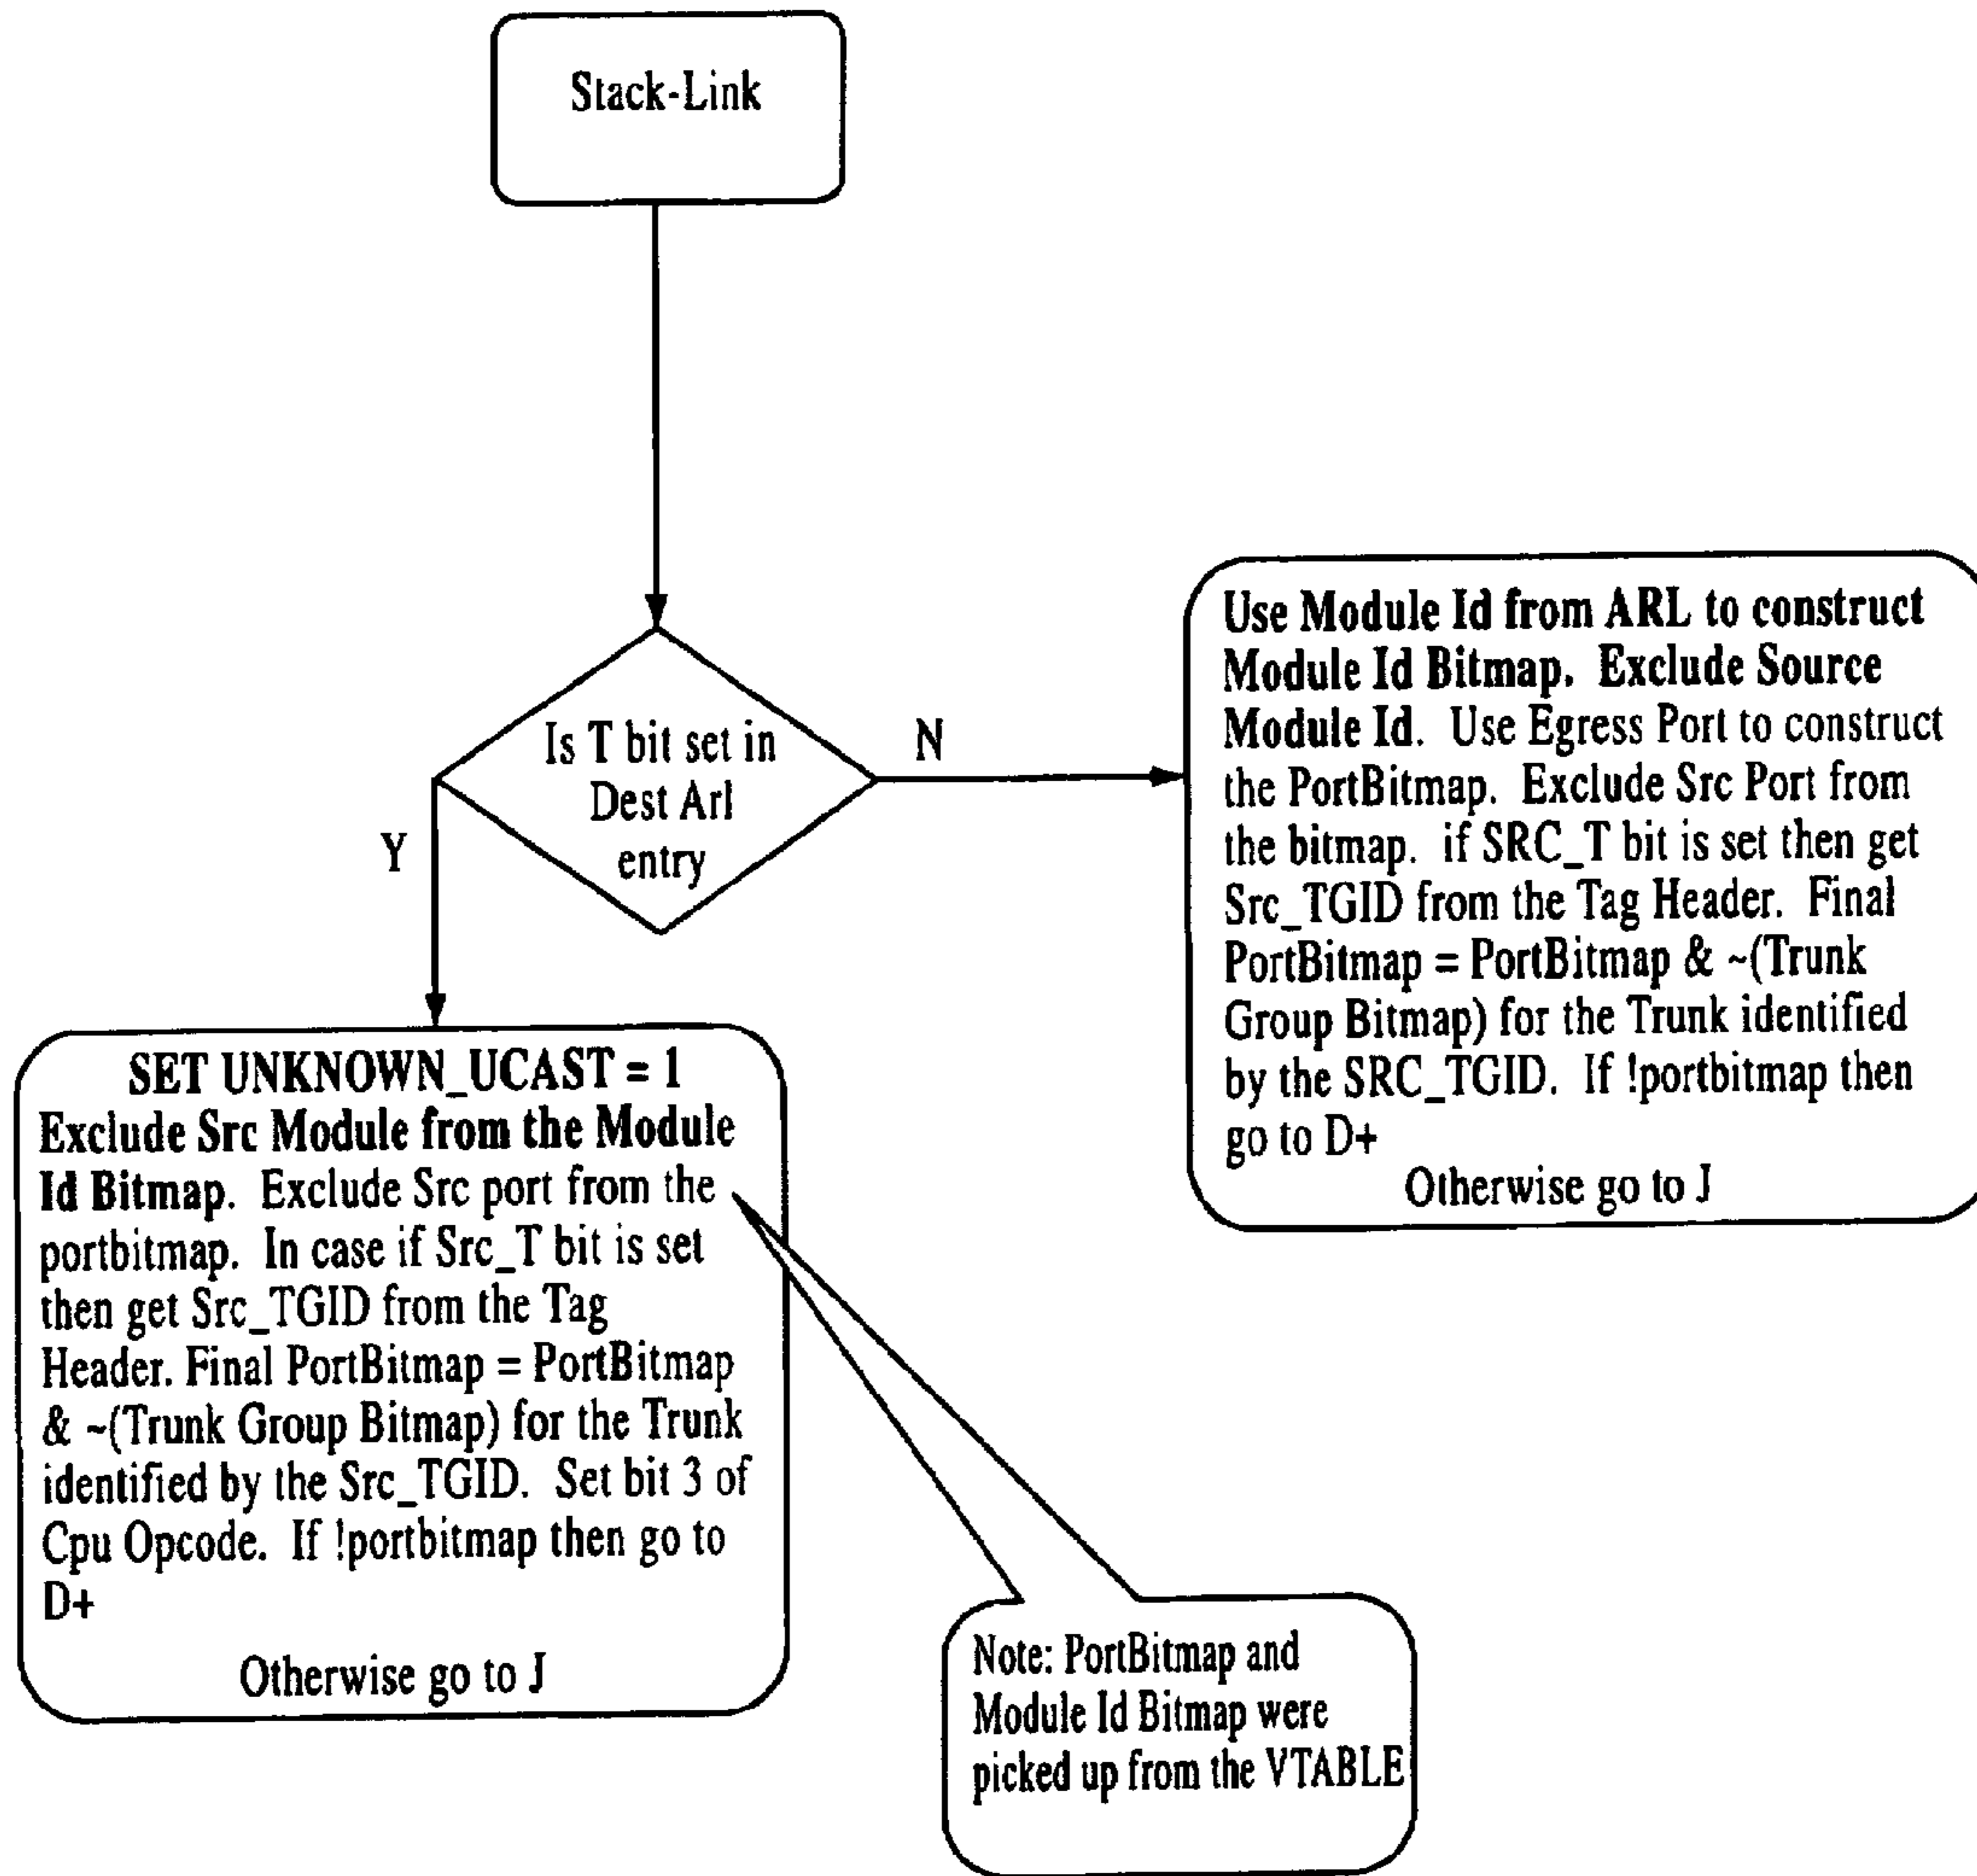 Stack-Link
Is T bit set in
Dest Arl
entry
N
Y
Use Module Id from ARL to construct
Module Id Bitmap. Exclude Source
Module Id. Use Egress Port to construct
the PortBitmap. Exclude Src Port from
the bitmap. if SRC_T bit is set then get
Src_TGID from the Tag Header. Final
PortBitmap = PortBitmap & ~(Trunk
Group Bitmap) for the Trunk identified
by the SRC_TGID. If !portbitmap then
go to D+
Otherwise go to J
SET UNKNOWN_UCAST = 1
Exclude Src Module from the Module
Id Bitmap. Exclude Src port from the
portbitmap. In case if Src_T bit is set
then get Src_TGID from the Tag
Header. Final PortBitmap = PortBitmap
& ~(Trunk Group Bitmap) for the Trunk
identified by the Src_TGID. Set bit 3 of
Cpu Opcode. If !portbitmap then go to
D+
Otherwise go to J
Note: PortBitmap and
Module Id Bitmap were
picked up from the VTABLE